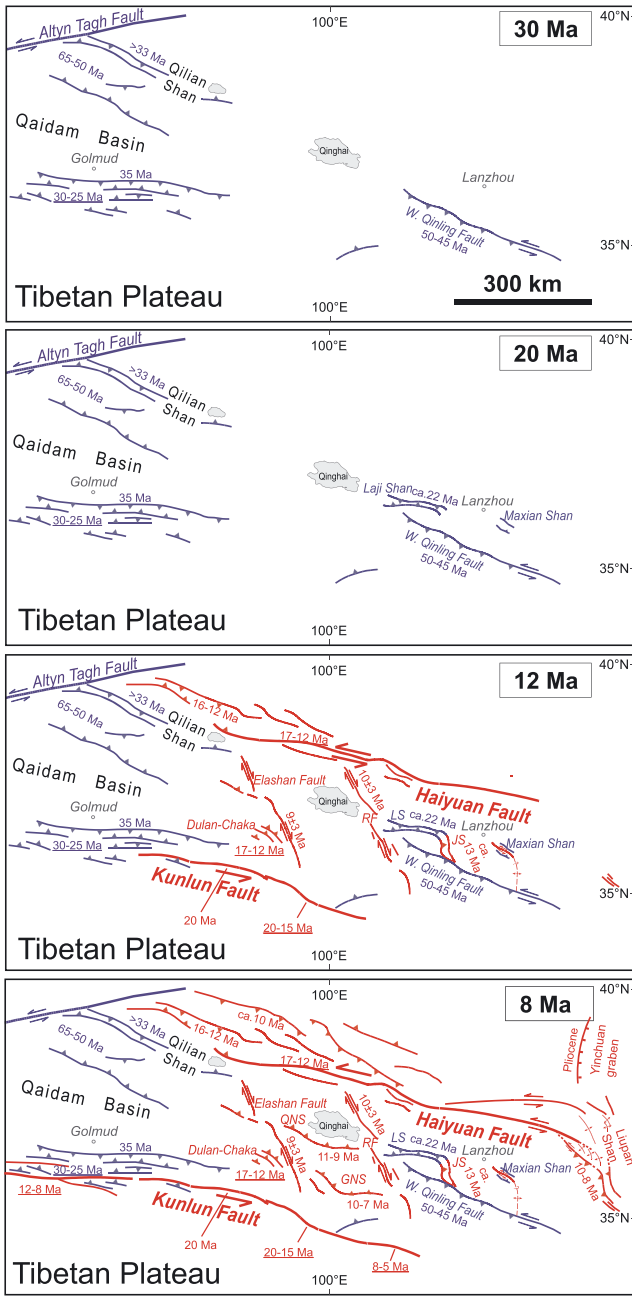 100°E
40°N
30 Ma
Altyn Tagh Fault
>33 Ma
Qilian
Shan
65-50 Ma
Qaidam Basin
Golmud
35 Ma
30-25 Ma
Qinghai
Lanzhou
W. Qinling Fault
50-45 Ma
35°N
300 km
Tibetan Plateau
100°E
100°E
40°N
20 Ma
Altyn Tagh Fault
>33 Ma
Qilian
Shan
65-50 Ma
Qaidam Basin
Golmud
35 Ma
30-25 Ma
Qinghai
Laji Shan
ca.22 Ma
Lanzhou
Maxian Shan
W. Qinling Fault
50-45 Ma
35°N
Tibetan Plateau
100°E
100°E
40°N
12 Ma
Altyn Tagh Fault
>33 Ma
Qilian
Shan
16-12 Ma
65-50 Ma
17-12 Ma
Qaidam Basin
Elashan Fault
Qinghai
10±3 Ma
RF
Haiyuan Fault
Golmud
35 Ma
30-25 Ma
Dulan-Chaka
17-12 Ma
9±3 Ma
LS
ca.22 Ma
Lanzhou
JS
ca.
13 Ma
Maxian Shan
W. Qinling Fault
50-45 Ma
Kunlun Fault
20 Ma
20-15 Ma
35°N
Tibetan Plateau
100°E
100°E
40°N
8 Ma
>33 Ma
Qilian
Shan
16-12 Ma
ca.10 Ma
65-50 Ma
17-12 Ma
Pliocene
Yinchuan
graben
Qaidam Basin
Elashan Fault
QNS
Qinghai
10±3 Ma
RF
Haiyuan Fault
Liupan
Shan
10-8 Ma
Golmud
35 Ma
30-25 Ma
12-8 Ma
Dulan-Chaka
17-12 Ma
9±3 Ma
11-9 Ma
GNS
10-7 Ma
LS
ca.22 Ma
Lanzhou
JS
ca.
13 Ma
Maxian Shan
W. Qinling Fault
50-45 Ma
Kunlun Fault
20 Ma
20-15 Ma
8-5 Ma
35°N
Tibetan Plateau
100°E